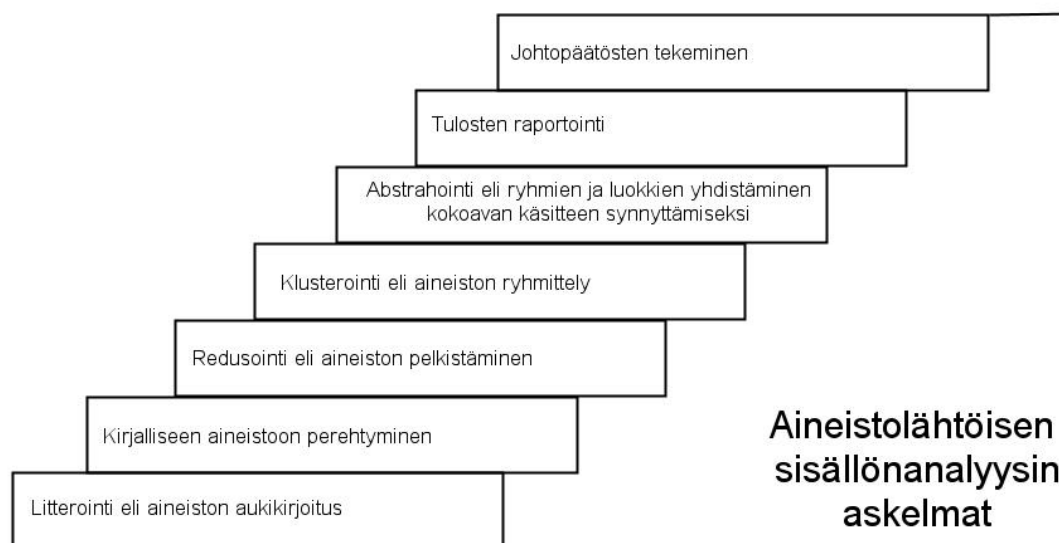 Johtopäätösten tekeminen
Tulosten raportointi
Abstrahointi eli ryhmien ja luokkien yhdistäminen
kokoavan käsitteen synnyttämiseksi
Klusterointi eli aineiston ryhmittely
Redusointi eli aineiston pelkistäminen
Kirjalliseen aineistoon perehtyminen
Litterointi eli aineiston aukikirjoitus
Aineistolähtöisen
sisällönanalyysin
askelmat